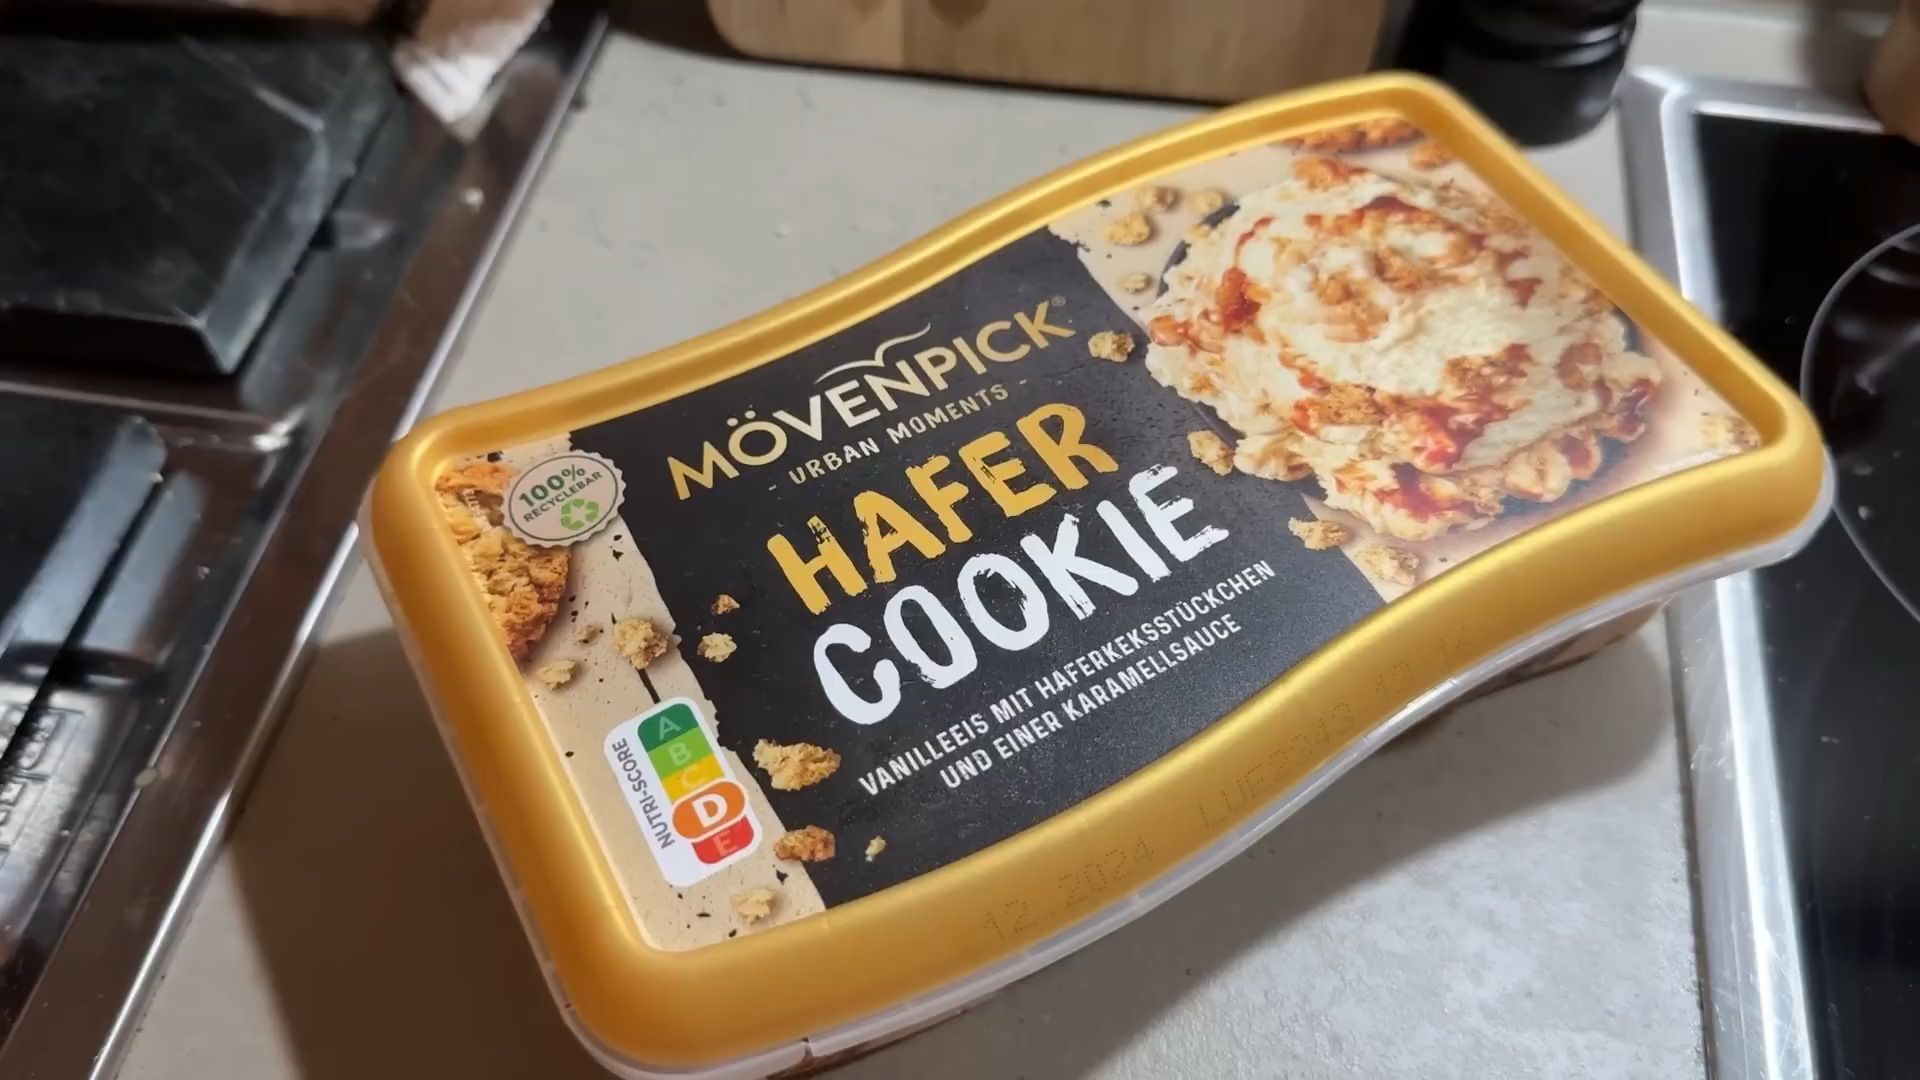 MÖVENPICK®
- URBAN MOMENTS -
HAFER
COOKIE
VANILLEEIS MIT HAFERKEKSSTÜCKCHEN
UND EINER KARAMELLSAUCE
100%
RECYCLEBAR
NUTRI-SCORE
A
B
C
D
E
12.2024